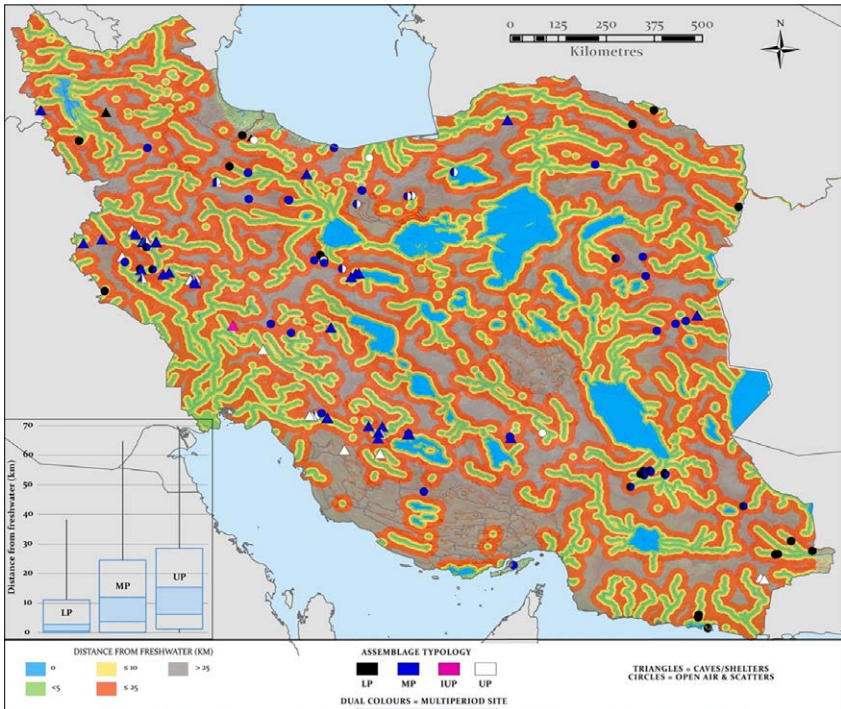 0 125 250 375 500
Kilometres
N
70
60
50
40
30
20
10
0
Distance from freshwater (km)
LP
MP
UP
DISTANCE FROM FRESHWATER (KM)
0 ≤ 10 > 25
<5 ≤ 25
ASSEMBLAGE TYPOLOGY
LP MP IUP UP
DUAL COLOURS = MULTIPERIOD SITE
TRIANGLES = CAVES/SHELTERS
CIRCLES = OPEN AIR & SCATTERS